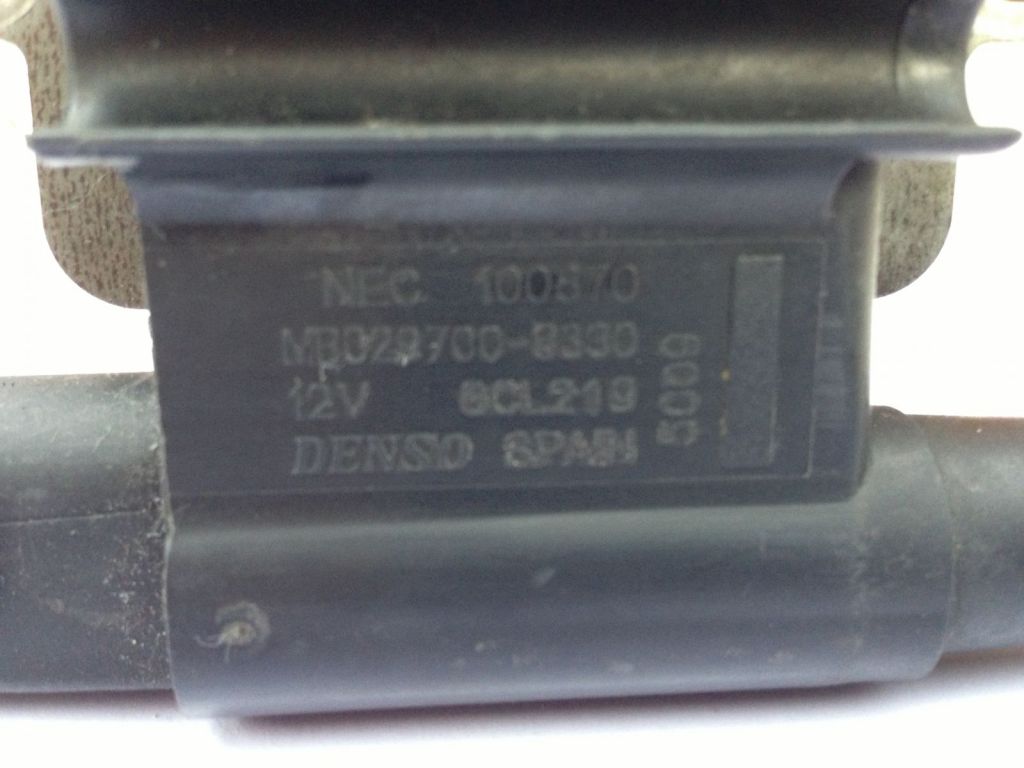 NEC 100870
MB029700-8330
12V 8CL219
DENSO SPAIN
5009